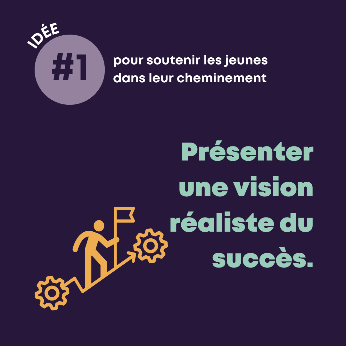 IDÉE
#1
pour soutenir les jeunes
dans leur cheminement
Présenter
une vision
réaliste du
succès.